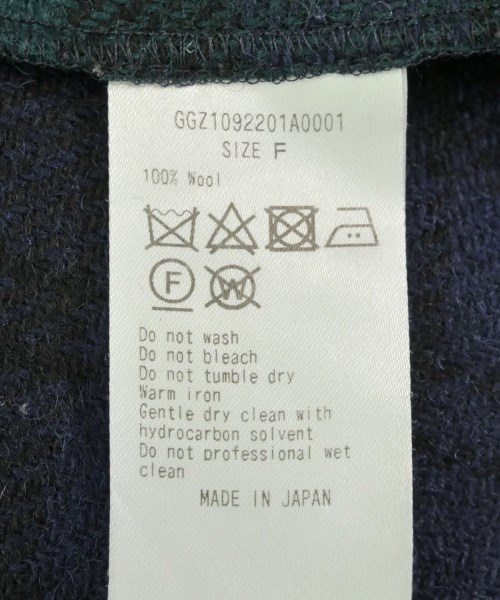 GGZ1092201A0001
SIZE F
100% Wool
F W
Do not wash
Do not bleach
Do not tumble dry
Warm iron
Gentle dry clean with
hydrocarbon solvent
Do not professional wet
clean
MADE IN JAPAN